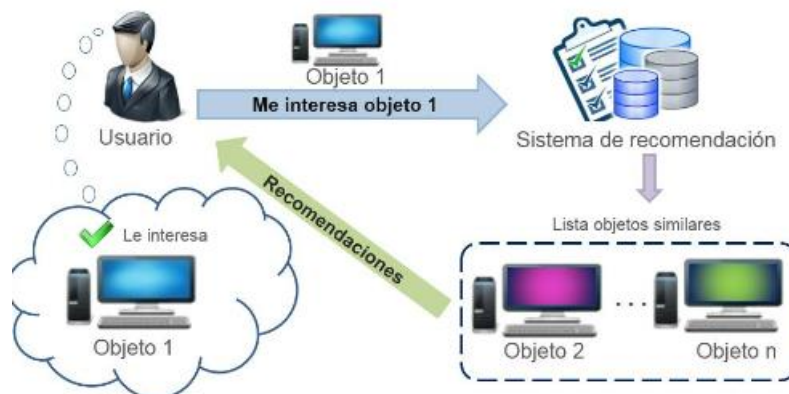 Objeto 1
Me interesa objeto 1
Usuario
Sistema de recomendación
Recomendaciones
Lista objetos similares
Le interesa
Objeto 1
Objeto 2
...
Objeto n